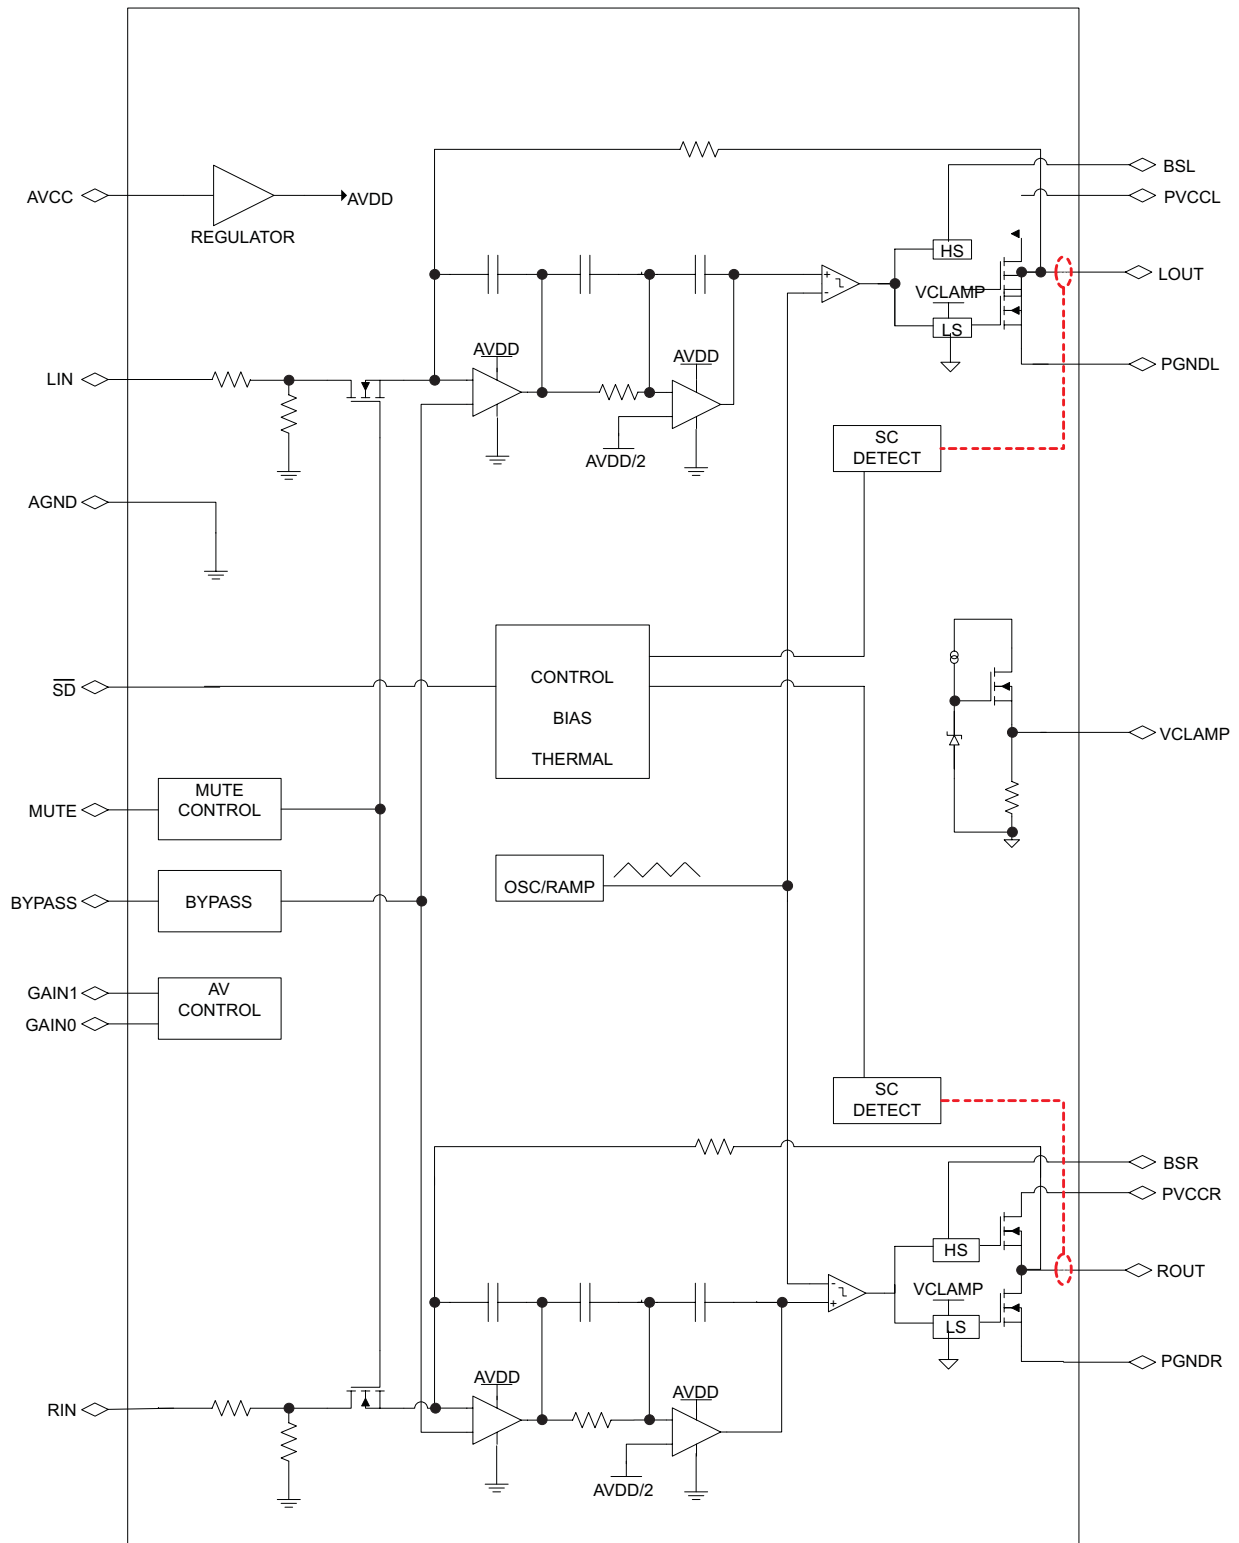 BSL
PVCCL
AVCC
AVDD
REGULATOR
HS
LOUT
VCLAMP
+
-
LS
AVDD
AVDD
LIN
PGNDL
AVDD/2
SC
DETECT
AGND
CONTROL
BIAS
THERMAL
SD
VCLAMP
MUTE
MUTE
CONTROL
OSC/RAMP
BYPASS
BYPASS
GAIN1
GAIN0
AV
CONTROL
SC
DETECT
BSR
PVCCR
HS
ROUT
VCLAMP
-
+
LS
PGNDR
AVDD
AVDD
RIN
AVDD/2